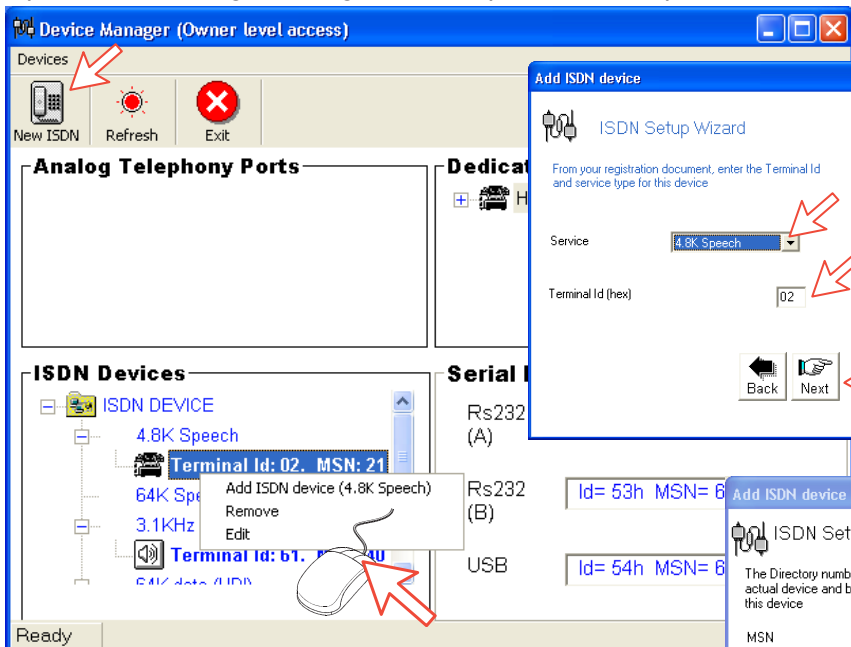 Device Manager (Owner level access)
Devices
New ISDN
Refresh
Exit
Analog Telephony Ports
Dedicat
H
ISDN Devices
ISDN DEVICE
4.8K Speech
Terminal Id: 02. MSN: 21
64K Spe
3.1KHz
Terminal Id: 61. M 40
64K data (UDI)
Add ISDN device (4.8K Speech)
Remove
Edit
Serial
Rs232
(A)
Rs232
(B)
Id= 53h MSN= 6
USB
Id= 54h MSN= 6
Ready
Add ISDN device
ISDN Setup Wizard
From your registration document, enter the Terminal Id
and service type for this device
Service
4.8K Speech
Terminal Id (hex)
02
Back
Next
Add ISDN device
ISDN Set
The Directory numb
actual device and b
this device
MSN